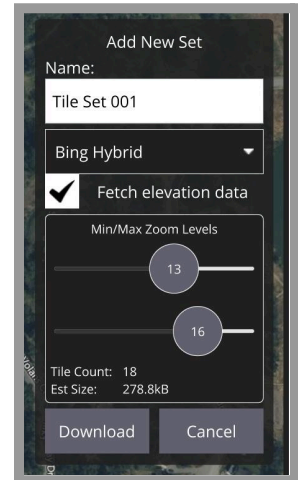 Add New Set
Name:
Tile Set 001
Bing Hybrid
Fetch elevation data
Min/Max Zoom Levels
13
16
Tile Count: 18
Est Size: 278.8kB
Download Cancel